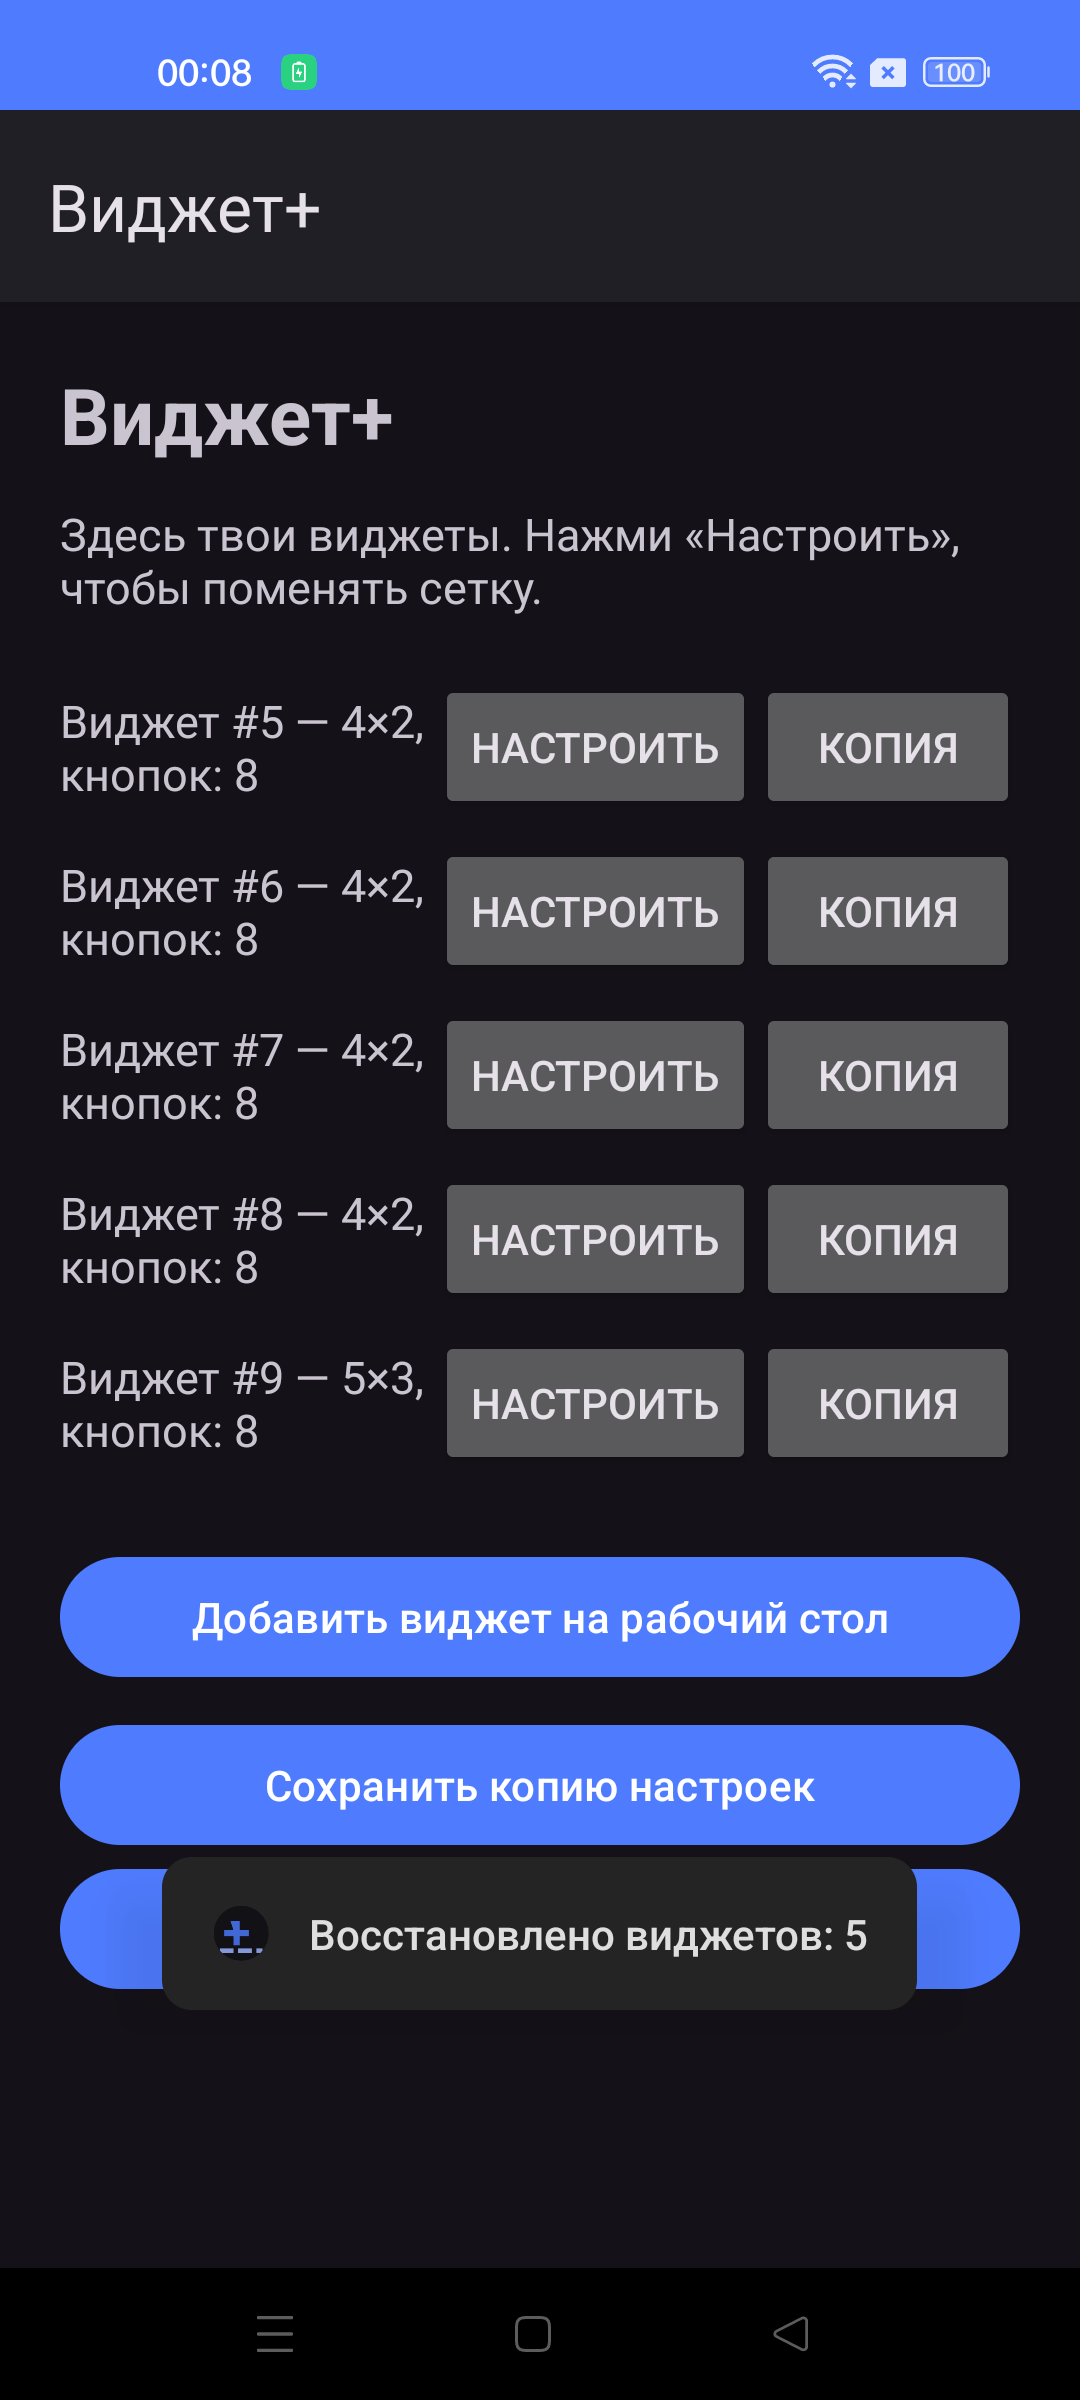 00:08
100
Виджет+
Виджет+
Здесь твои виджеты. Нажми «Настроить»,
чтобы поменять сетку.
Виджет #5 — 4×2,
кнопок: 8
НАСТРОИТЬ
КОПИЯ
Виджет #6 — 4×2,
кнопок: 8
НАСТРОИТЬ
КОПИЯ
Виджет #7 — 4×2,
кнопок: 8
НАСТРОИТЬ
КОПИЯ
Виджет #8 — 4×2,
кнопок: 8
НАСТРОИТЬ
КОПИЯ
Виджет #9 — 5×3,
кнопок: 8
НАСТРОИТЬ
КОПИЯ
Добавить виджет на рабочий стол
Сохранить копию настроек
Восстановлено виджетов: 5